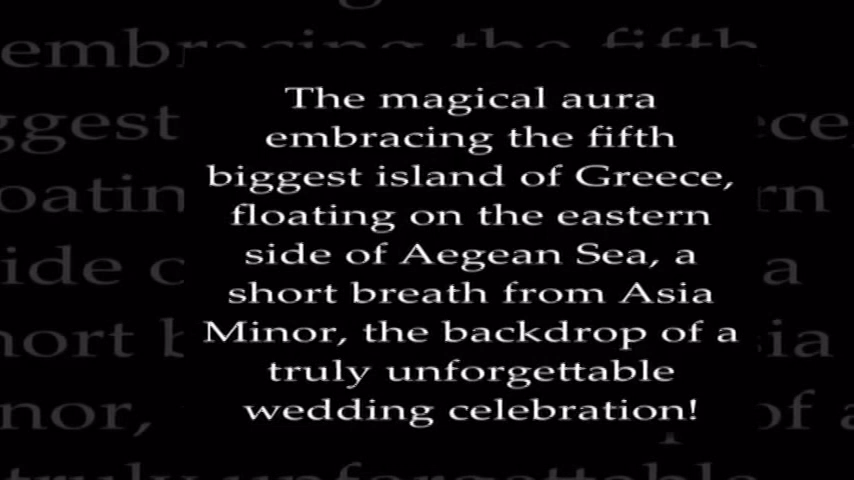 The magical aura
embracing the fifth
biggest island of Greece,
floating on the eastern
side of Aegean Sea, a
short breath from Asia
Minor, the backdrop of a
truly unforgettable
wedding celebration!